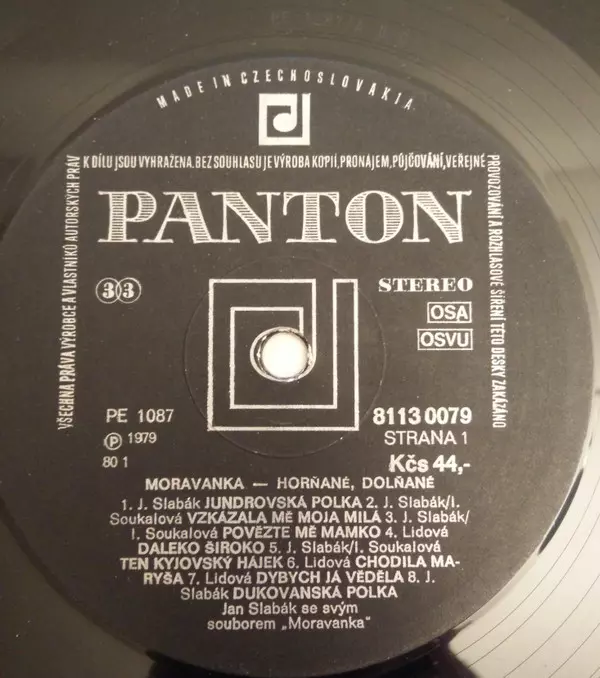 MADE IN CZECHOSLOVAKIA
VŠECHNA PRÁVA VÝROBCE A VLASTNÍKŮ AUTORSKÝCH PRÁV
K DÍLU JSOU VYHRAŽENA. BEZ SOUHLASU JE VÝROBA KOPIÍ, PRONÁJEM, PŮJČOVÁNÍ, VEŘEJNÉ
PROVOZOVÁNÍ A ROZHLASOVÉ ŠÍŘENÍ TÉTO DESKY ZAKÁZÁNO
PANTON
33
STEREO
OSA
OSVU
PE 1087
8113 0079
Ⓟ 1979
STRANA 1
80 1
Kčs 44,-
MORAVANKA — HORŇANÉ, DOLŇANÉ
1. J. Slabák JUNDROVSKÁ POLKA 2. J. Slabák/I.
Soukalová VZKÁZALA MĚ MOJA MILÁ 3. J. Slabák/
I. Soukalová POVĚZTE MĚ MAMKO 4. Lidová
DALEKO ŠIROKO 5. J. Slabák/I. Soukalová
TEN KYJOVSKÝ HÁJEK 6. Lidová CHODILA MA-
RYŠA 7. Lidová DYBYCH JÁ VĚDĚLA 8. J.
Slabák DUKOVANSKÁ POLKA
Jan Slabák se svým
souborem „Moravanka"